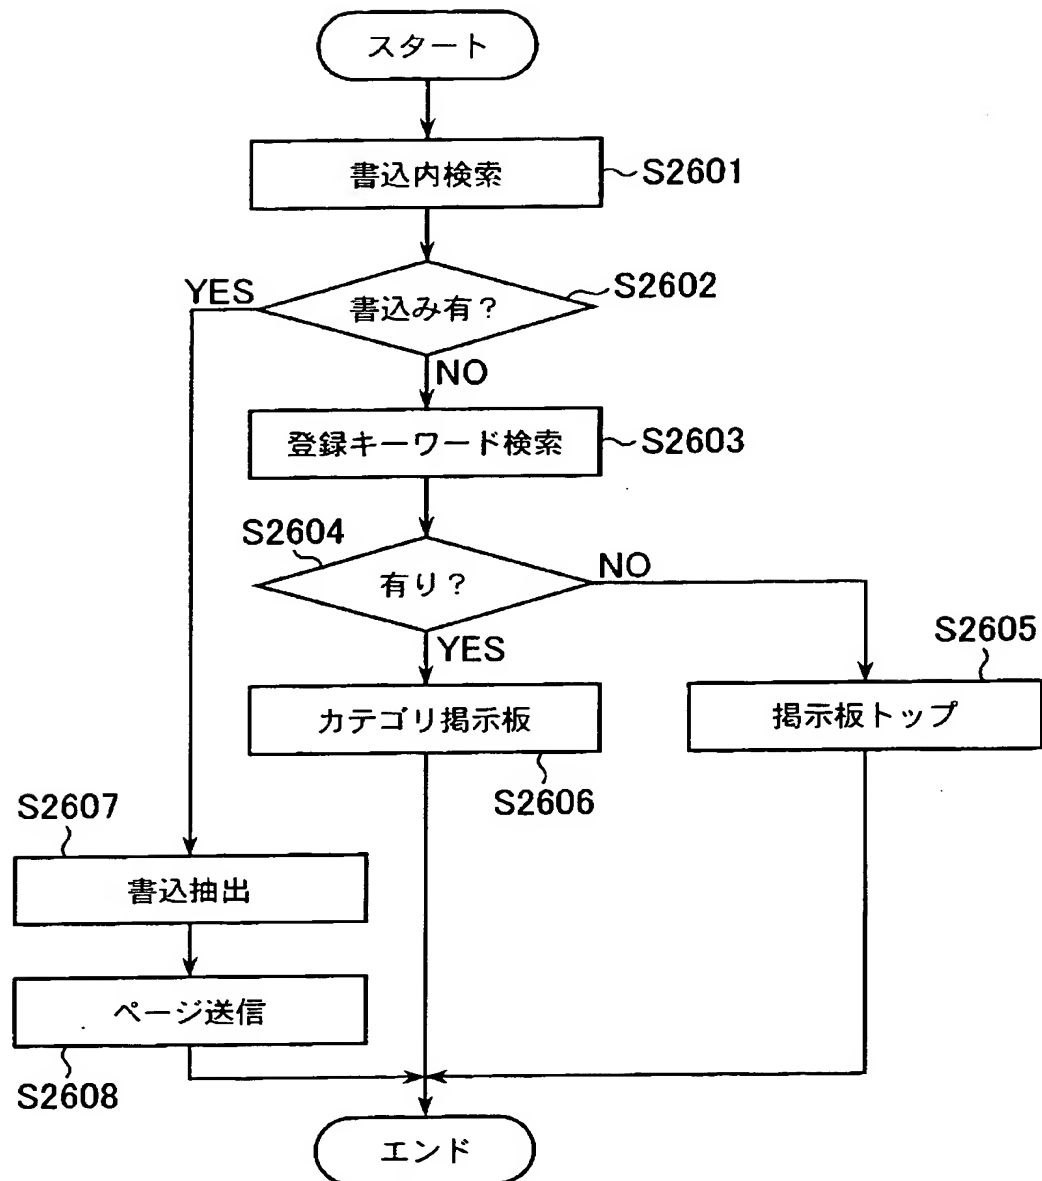 スタート
書込内検索
S2601
YES
書込み有？
S2602
NO
登録キーワード検索
S2603
S2604
有り？
NO
YES
S2605
カテゴリ掲示板
掲示板トップ
S2606
S2607
書込抽出
ページ送信
S2608
エンド